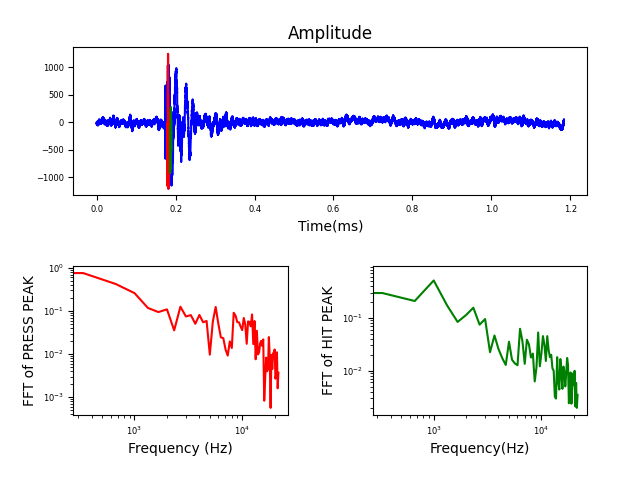 Amplitude
1000
500
0
−500
−1000
0.0 0.2 0.4 0.6 0.8 1.0 1.2
Time(ms)
FFT of PRESS PEAK
10⁰
10⁻¹
10⁻²
10⁻³
10³ 10⁴
Frequency (Hz)
FFT of HIT PEAK
10⁻¹
10⁻²
10³ 10⁴
Frequency(Hz)